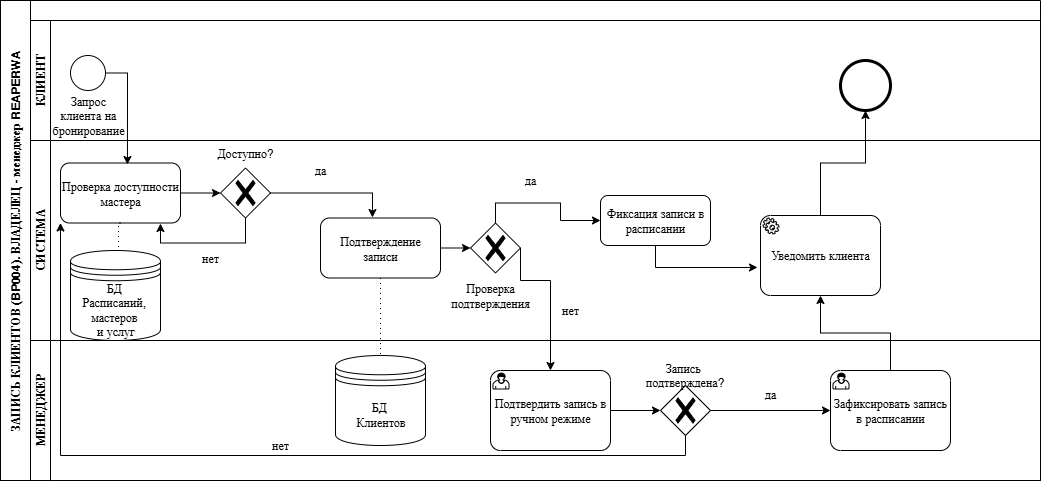 ЗАПИСЬ КЛИЕНТОВ (BP004). ВЛАДЕЛЕЦ - менеджер REAPERWA
КЛИЕНТ
Запрос
клиента на
бронирование
СИСТЕМА
Доступно?
да
Проверка доступности
мастера
нет
БД
Расписаний,
мастеров
и услуг
Подтверждение
записи
да
Проверка
подтверждения
нет
Фиксация записи в
расписании
Уведомить клиента
МЕНЕДЖЕР
БД
Клиентов
Подтвердить запись в
ручном режиме
Запись
подтверждена?
да
Зафиксировать запись
в расписании
нет